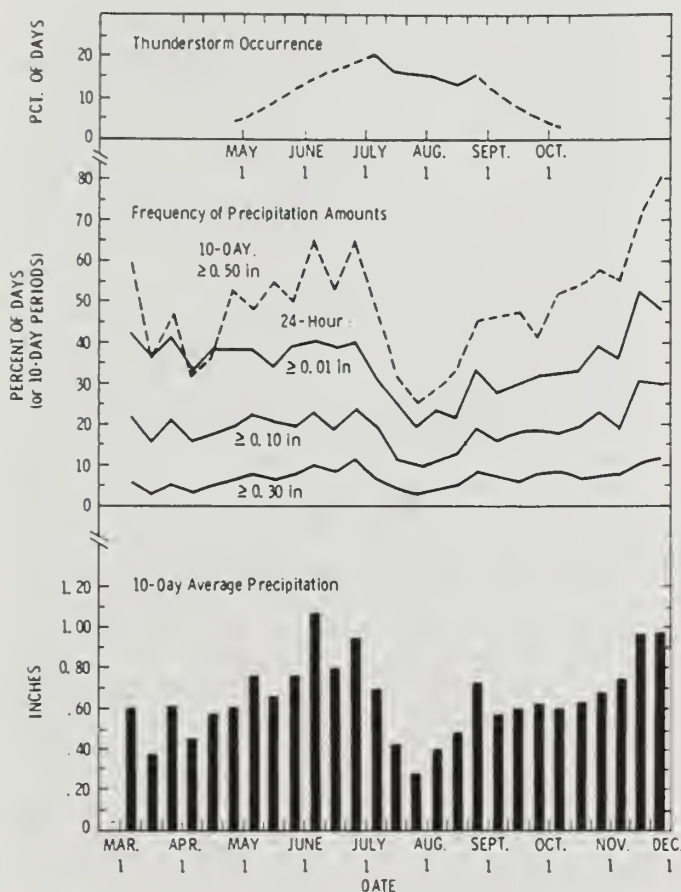 Thunderstorm Occurrence
PCT. OF DAYS
20
10
0
MAY JUNE JULY AUG. SEPT. OCT.
1 1 1 1 1 1
80
70
60
50
40
30
20
10
0
PERCENT OF DAYS
(or 10-DAY PERIODS)
Frequency of Precipitation Amounts
10-DAY.
≥0.50 in
24-Hour
≥0.01 in
≥0.10 in
≥0.30 in
10-Day Average Precipitation
INCHES
1.20
1.00
0.80
.60
.40
.20
.00
MAR. APR. MAY JUNE JULY AUG. SEPT. OCT. NOV. DEC.
1 1 1 1 1 1 1 1 1 1
DATE